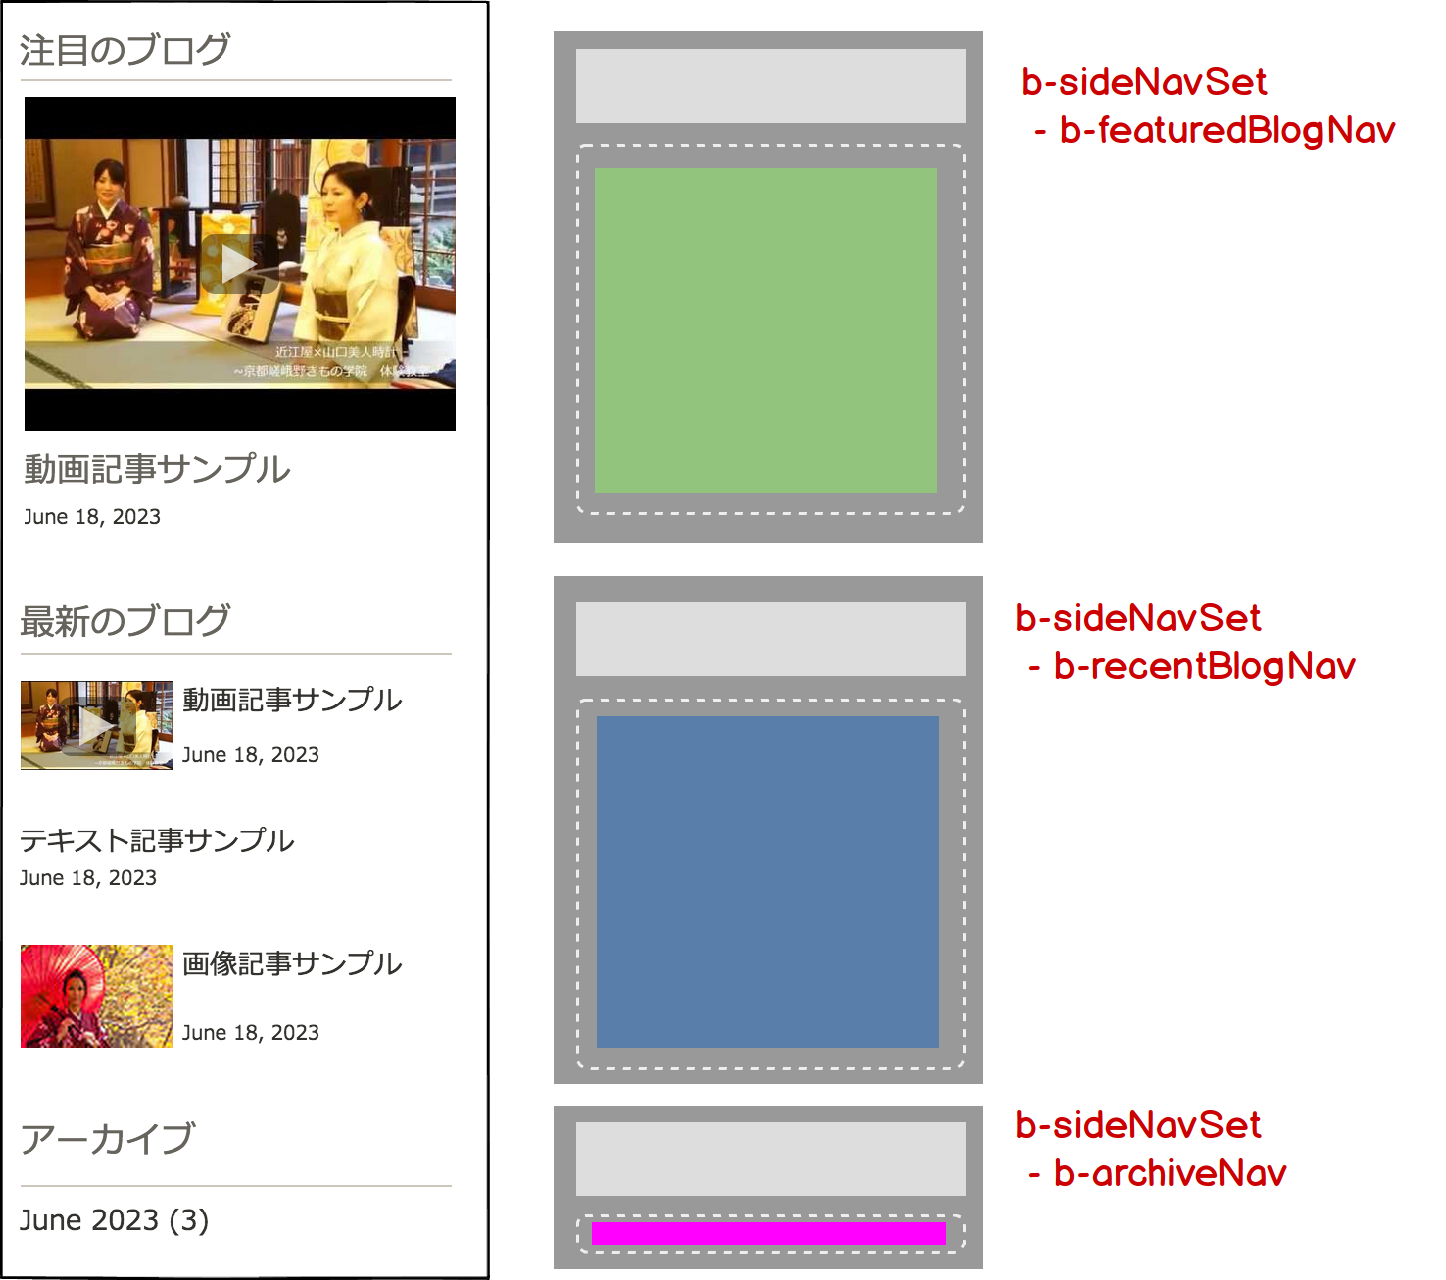 注目のブログ
近江屋×山口美人時計
~京都嵯峨野きもの学院 体験教室~
動画記事サンプル
June 18, 2023
最新のブログ
動画記事サンプル
June 18, 2023
テキスト記事サンプル
June 18, 2023
画像記事サンプル
June 18, 2023
アーカイブ
June 2023 (3)
b-sideNavSet
- b-featuredBlogNav
b-sideNavSet
- b-recentBlogNav
b-sideNavSet
- b-archiveNav